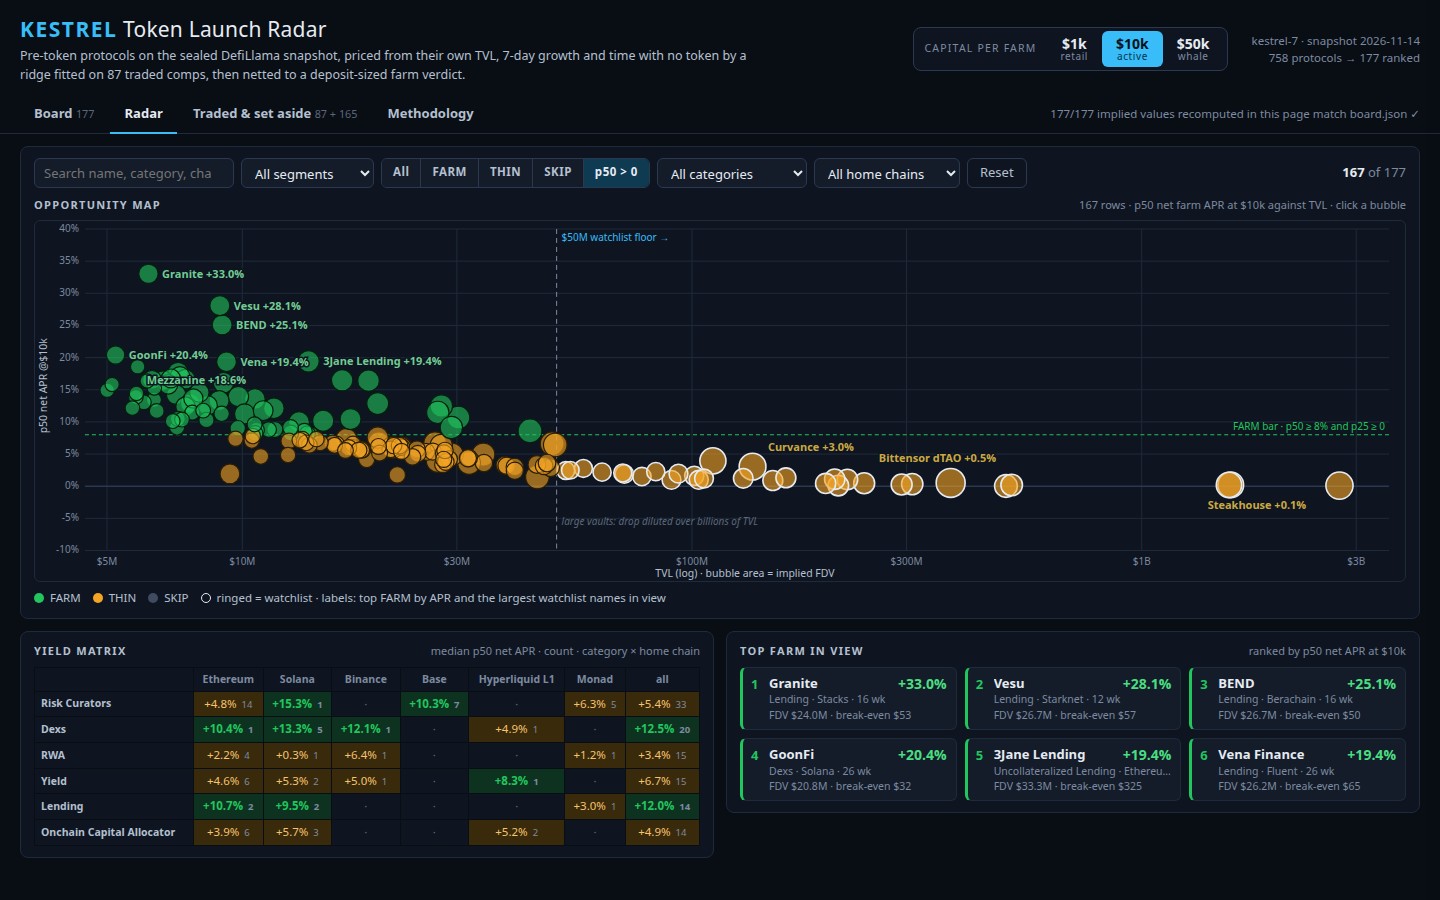 KESTREL Token Launch Radar
Pre-token protocols on the sealed DefiLlama snapshot, priced from their own TVL, 7-day growth and time with no token by a
ridge fitted on 87 traded comps, then netted to a deposit-sized farm verdict.
CAPITAL PER FARM
$1k
retail
$10k
active
$50k
whale
kestrel-7 · snapshot 2026-11-14
758 protocols → 177 ranked
Board 177
Radar
Traded & set aside 87 + 165
Methodology
177/177 implied values recomputed in this page match board.json ✓
Search name, category, cha
All segments
All
FARM
THIN
SKIP
p50 > 0
All categories
All home chains
Reset
167 of 177
OPPORTUNITY MAP
167 rows · p50 net farm APR at $10k against TVL · click a bubble
p50 net APR @$10k
40%
35%
30%
25%
20%
15%
10%
5%
0%
-5%
-10%
$50M watchlist floor →
Granite +33.0%
Vesu +28.1%
BEND +25.1%
GoonFi +20.4%
Vena +19.4%
3Jane Lending +19.4%
Mezzanine +18.6%
FARM bar · p50 ≥ 8% and p25 ≥ 0
Curvance +3.0%
Bittensor dTAO +0.5%
Steakhouse +0.1%
large vaults: drop diluted over billions of TVL
$5M
$10M
$30M
$100M
$300M
$1B
$3B
TVL (log) · bubble area = implied FDV
FARM
THIN
SKIP
ringed = watchlist · labels: top FARM by APR and the largest watchlist names in view
YIELD MATRIX
median p50 net APR · count · category × home chain
Ethereum Solana Binance Base Hyperliquid L1 Monad all
Risk Curators +4.8% 14 +15.3% 1 · +10.3% 7 · +6.3% 5 +5.4% 33
Dexs +10.4% 1 +13.3% 5 +12.1% 1 · +4.9% 1 · +12.5% 20
RWA +2.2% 4 +0.3% 1 +6.4% 1 · · +1.2% 1 +3.4% 15
Yield +4.6% 6 +5.3% 2 +5.0% 1 · +8.3% 1 · +6.7% 15
Lending +10.7% 2 +9.5% 2 · · · +3.0% 1 +12.0% 14
Onchain Capital Allocator +3.9% 6 +5.7% 3 · · +5.2% 2 · +4.9% 14
TOP FARM IN VIEW
ranked by p50 net APR at $10k
1 Granite +33.0%
Lending · Stacks · 16 wk
FDV $24.0M · break-even $53
2 Vesu +28.1%
Lending · Starknet · 12 wk
FDV $26.7M · break-even $57
3 BEND +25.1%
Lending · Berachain · 16 wk
FDV $26.7M · break-even $50
4 GoonFi +20.4%
Dexs · Solana · 26 wk
FDV $20.8M · break-even $32
5 3Jane Lending +19.4%
Uncollateralized Lending · Ethereu...
FDV $33.3M · break-even $325
6 Vena Finance +19.4%
Lending · Fluent · 26 wk
FDV $26.2M · break-even $65